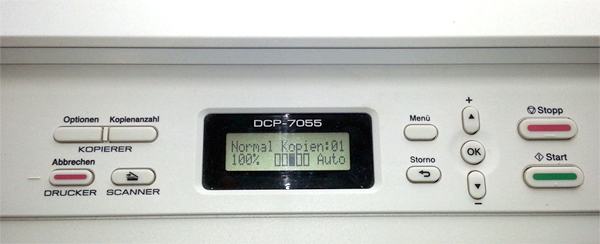 Optionen Kopienanzahl
KOPIERER
Abbrechen
DRUCKER SCANNER
DCP-7055
Normal Kopien:01
100% Auto
Menü
Storno
+
OK
-
Stopp
Start